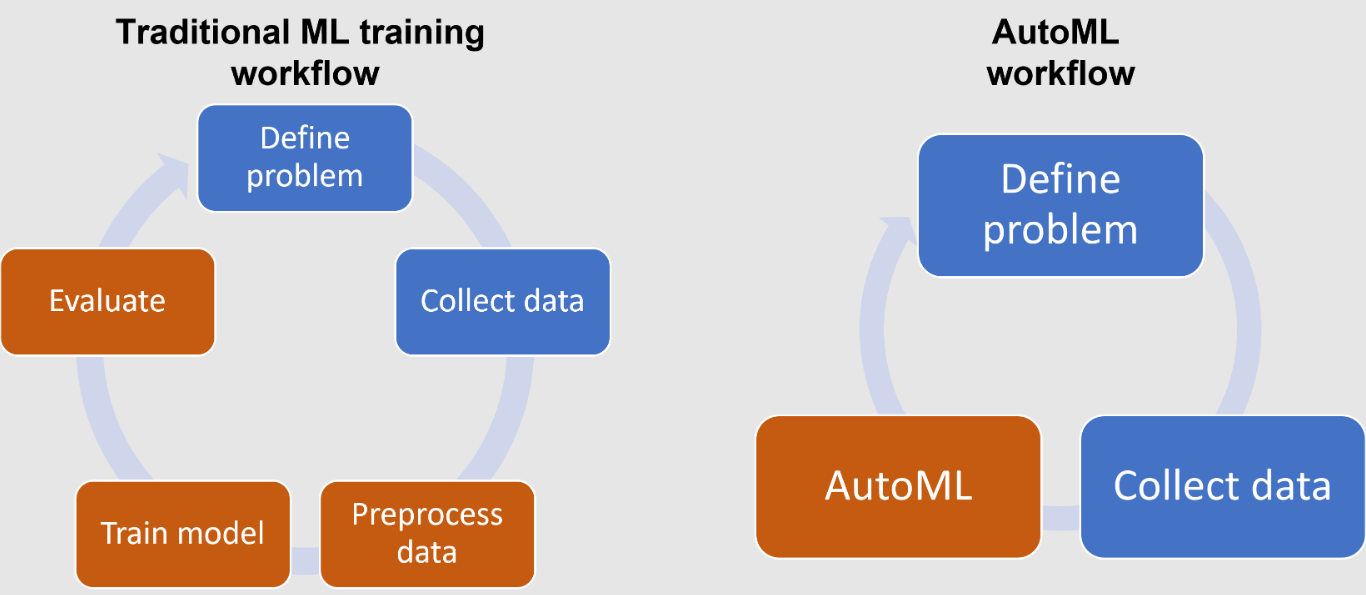 Traditional ML training
workflow
Define
problem
Collect data
Preprocess
data
Train model
Evaluate
AutoML
workflow
Define
problem
Collect data
AutoML